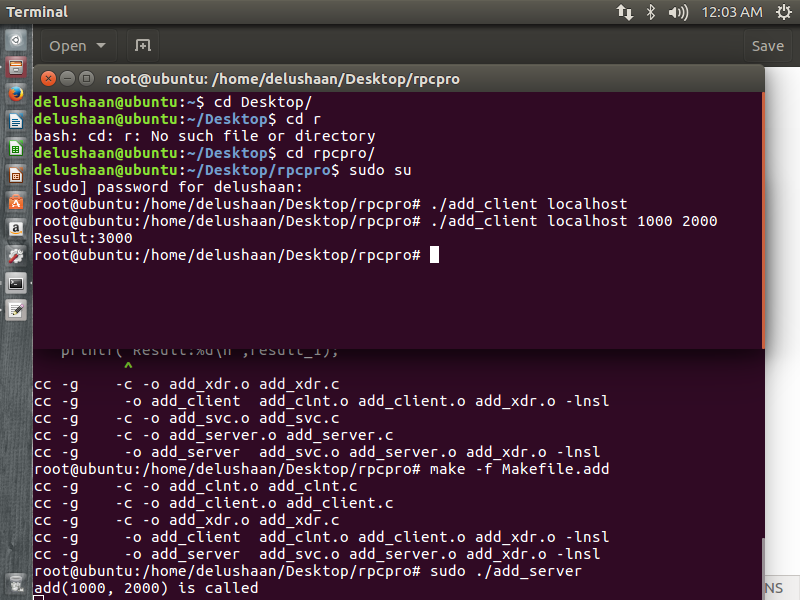 Terminal
12:03 AM
Open
Save
root@ubuntu: /home/delushaan/Desktop/rpcpro
delushaan@ubuntu:~$ cd Desktop/
delushaan@ubuntu:~/Desktop$ cd r
bash: cd: r: No such file or directory
delushaan@ubuntu:~/Desktop$ cd rpcpro/
delushaan@ubuntu:~/Desktop/rpcpro$ sudo su
[sudo] password for delushaan:
root@ubuntu:/home/delushaan/Desktop/rpcpro# ./add_client localhost
root@ubuntu:/home/delushaan/Desktop/rpcpro# ./add_client localhost 1000 2000
Result:3000
root@ubuntu:/home/delushaan/Desktop/rpcpro#
printf("Result:%d\n",result_1);
^
cc -g    -c -o add_xdr.o add_xdr.c
cc -g     -o add_client  add_clnt.o add_client.o add_xdr.o -lnsl
cc -g    -c -o add_svc.o add_svc.c
cc -g    -c -o add_server.o add_server.c
cc -g     -o add_server  add_svc.o add_server.o add_xdr.o -lnsl
root@ubuntu:/home/delushaan/Desktop/rpcpro# make -f Makefile.add
cc -g    -c -o add_clnt.o add_clnt.c
cc -g    -c -o add_client.o add_client.c
cc -g    -c -o add_xdr.o add_xdr.c
cc -g     -o add_client  add_clnt.o add_client.o add_xdr.o -lnsl
cc -g     -o add_server  add_svc.o add_server.o add_xdr.o -lnsl
root@ubuntu:/home/delushaan/Desktop/rpcpro# sudo ./add_server
add(1000, 2000) is called
NS